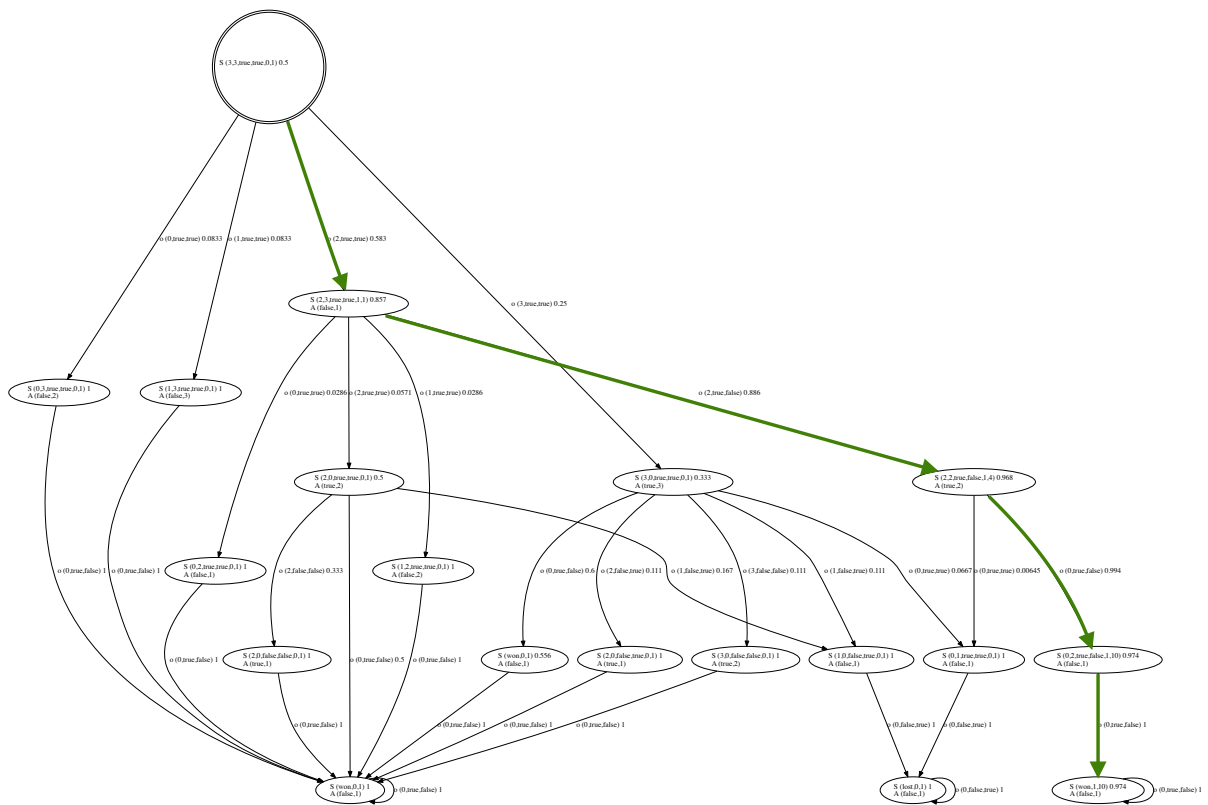 S (3,3,true,true,0,1) 0.5
o (0,true,true) 0.0833
o (1,true,true) 0.0833
o (2,true,true) 0.583
S (2,3,true,true,1,1) 0.857
A (false,1)
o (3,true,true) 0.25
S (0,3,true,true,0,1) 1
A (false,2)
S (1,3,true,true,0,1) 1
A (false,3)
o (0,true,true) 0.0286
o (2,true,true) 0.0571
o (1,true,true) 0.0286
o (2,true,false) 0.886
S (2,0,true,true,0,1) 0.5
A (true,2)
S (3,0,true,true,0,1) 0.333
A (true,3)
S (2,2,true,false,1,4) 0.968
A (true,2)
o (0,true,false) 1
o (0,true,false) 1
S (0,2,true,true,0,1) 1
A (false,1)
o (2,false,false) 0.333
S (1,2,true,true,0,1) 1
A (false,2)
o (0,true,false) 0.6
o (2,false,true) 0.111
o (1,false,true) 0.167
o (3,false,false) 0.111
o (1,false,true) 0.111
o (0,true,true) 0.0667
o (0,true,true) 0.00645
o (0,true,false) 0.994
o (0,true,false) 1
S (2,0,false,false,0,1) 1
A (true,1)
o (0,true,false) 0.5
o (0,true,false) 1
S (won,0,1) 0.556
A (false,1)
S (2,0,false,true,0,1) 1
A (true,1)
S (3,0,false,false,0,1) 1
A (true,2)
S (1,0,false,true,0,1) 1
A (false,1)
S (0,1,true,true,0,1) 1
A (false,1)
S (0,2,true,false,1,10) 0.974
A (false,1)
o (0,true,false) 1
o (0,true,false) 1
o (0,true,false) 1
o (0,true,false) 1
o (0,false,true) 1
o (0,false,true) 1
o (0,true,false) 1
S (won,0,1) 1
A (false,1)
o (0,true,false) 1
S (lost,0,1) 1
A (false,1)
o (0,false,true) 1
S (won,1,10) 0.974
A (false,1)
o (0,true,false) 1